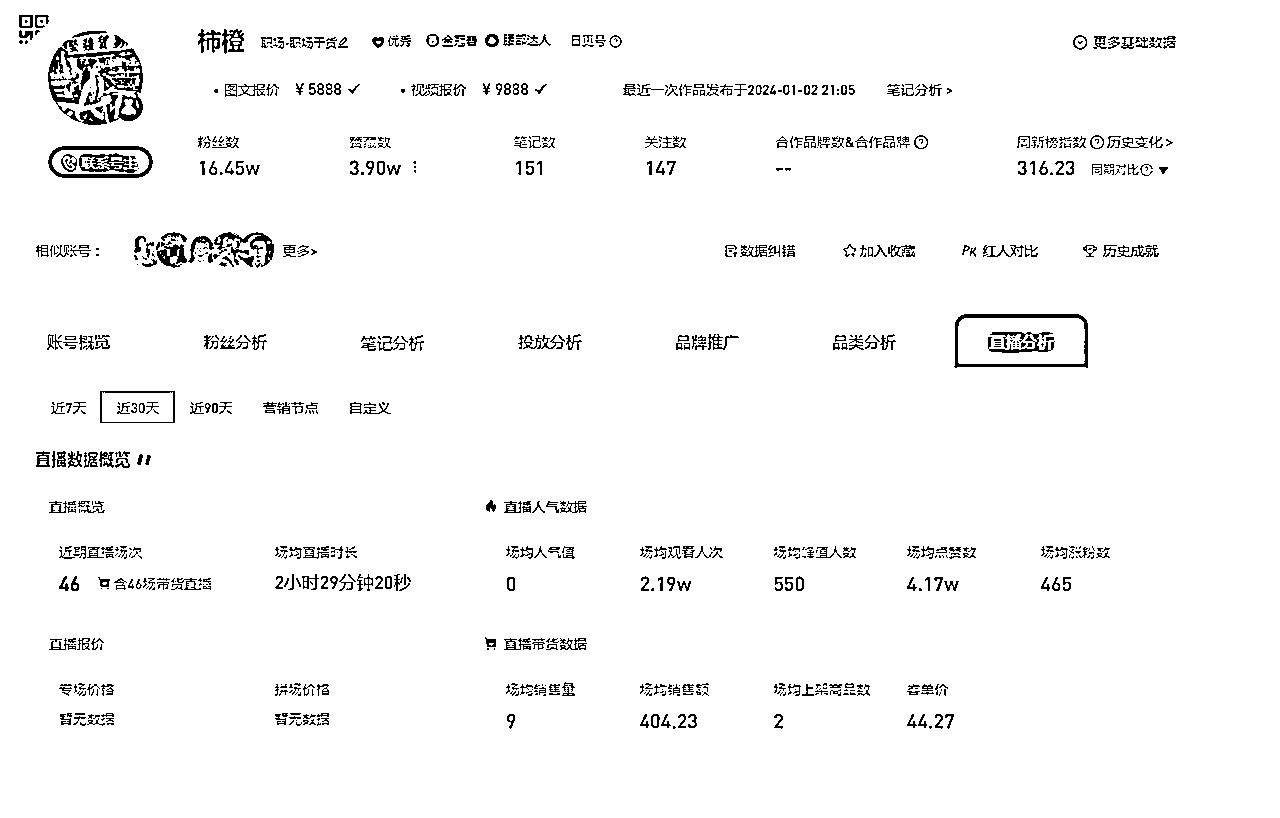 柿橙 职场-职场干货 优秀 腰部达人
图文报价 ¥5888 视频报价 ¥9888 最近一次作品发布于2024-01-02 21:05 笔记分析 >
更多基础数据
粉丝数 赞藏数 笔记数 关注数 合作品牌数&合作品牌 历史变化>
16.45w 3.90w 151 147 -- 316.23 同期对比
相似账号： 更多> 数据纠错 加入收藏 PK 红人对比 历史成就
账号概览 粉丝分析 笔记分析 投放分析 品牌推广 品类分析 直播分析
近7天 近30天 近90天 营销节点 自定义
直播数据概览
直播概览 直播人气数据
近期直播场次 场均直播时长 场均人气值 场均观看人次 场均峰值人数 场均点赞数 场均涨粉数
46 含46场带货直播 2小时29分钟20秒 0 2.19w 550 4.17w 465
直播报价 直播带货数据
专场价格 拼场价格 场均销售量 场均销售额 场均上架商品数 客单价
暂无数据 暂无数据 9 404.23 2 44.27